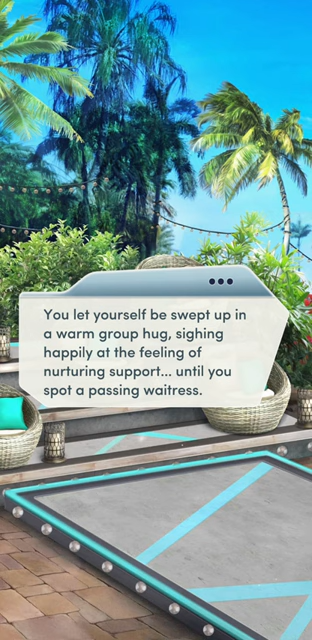 You let yourself be swept up in
a warm group hug, sighing
happily at the feeling of
nurturing support... until you
spot a passing waitress.